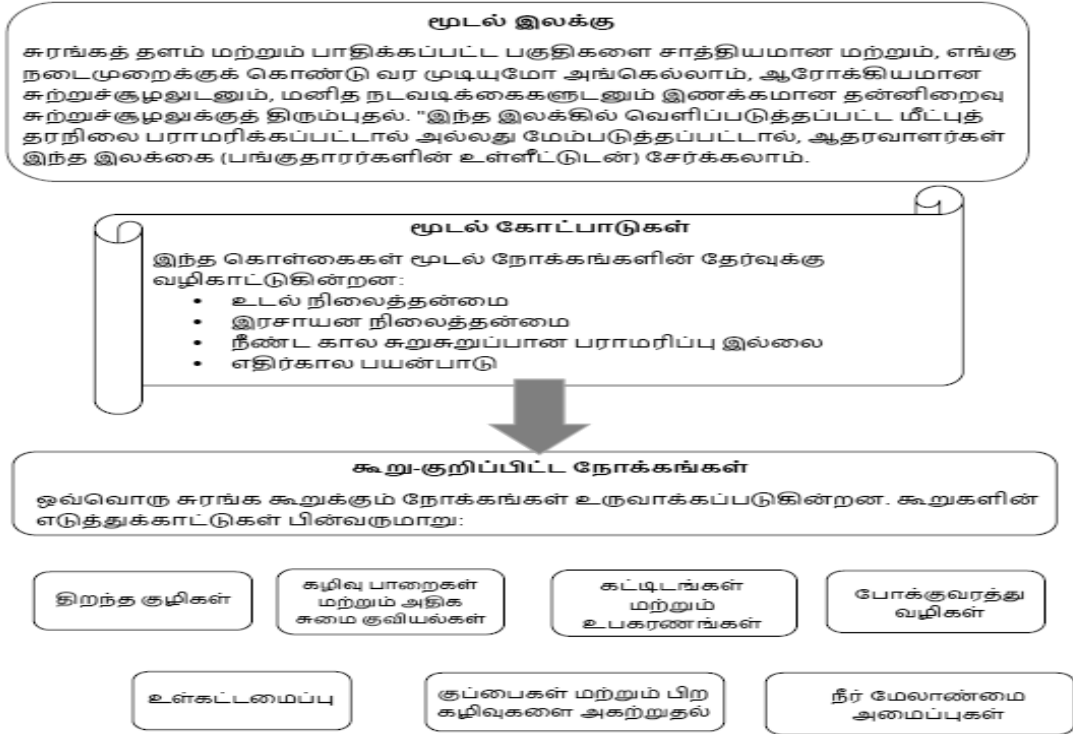 மூடல் இலக்கு
சுரங்கத் தளம் மற்றும் பாதிக்கப்பட்ட பகுதிகளை சாத்தியமான மற்றும், எங்கு
நடைமுறைக்குக் கொண்டு வர முடியுமோ அங்கெல்லாம், ஆரோக்கியமான
சுற்றுச்சூழலுடனும், மனித நடவடிக்கைகளுடனும் இணக்கமான தன்னிறைவு
சுற்றுச்சூழலுக்குத் திரும்புதல். "இந்த இலக்கில் வெளிப்படுத்தப்பட்ட மீட்புத்
தரநிலை பராமரிக்கப்பட்டால் அல்லது மேம்படுத்தப்பட்டால், ஆதரவாளர்கள்
இந்த இலக்கை (பங்குதாரர்களின் உள்ளீட்டுடன்) சேர்க்கலாம்.
மூடல் கோட்பாடுகள்
இந்த கொள்கைகள் மூடல் நோக்கங்களின் தேர்வுக்கு
வழிகாட்டுகின்றன:
• உடல் நிலைத்தன்மை
• இரசாயன நிலைத்தன்மை
• நீண்ட கால சுறுசுறுப்பான பராமரிப்பு இல்லை
• எதிர்கால பயன்பாடு
கூறு-குறிப்பிட்ட நோக்கங்கள்
ஒவ்வொரு சுரங்க கூறுக்கும் நோக்கங்கள் உருவாக்கப்படுகின்றன. கூறுகளின்
எடுத்துக்காட்டுகள் பின்வருமாறு:
திறந்த குழிகள்
கழிவு பாறைகள்
மற்றும் அதிக
சுமை குவியல்கள்
கட்டிடங்கள்
மற்றும்
உபகரணங்கள்
போக்குவரத்து
வழிகள்
உள்கட்டமைப்பு
குப்பைகள் மற்றும் பிற
கழிவுகளை அகற்றுதல்
நீர் மேலாண்மை
அமைப்புகள்